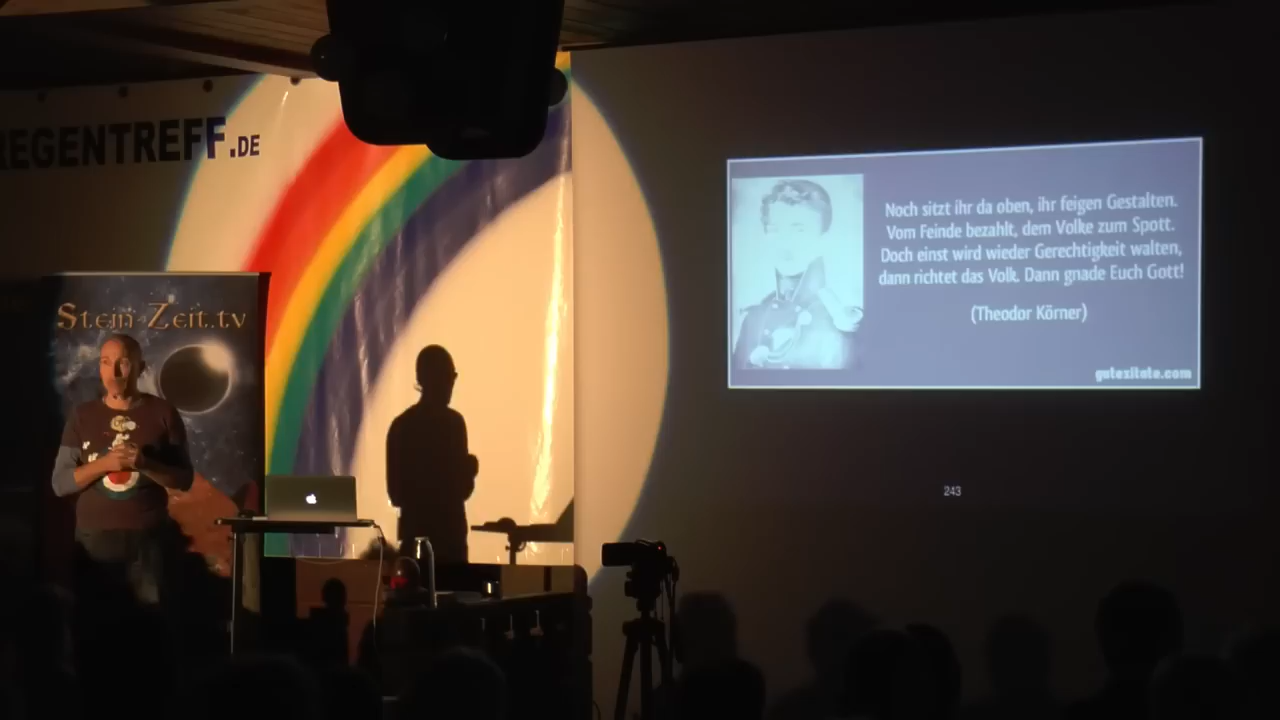 REGENTREFF.DE
Stein-Zeit.tv
Noch sitzt ihr da oben, ihr feigen Gestalten.
Vom Feinde bezahlt, dem Volke zum Spott.
Doch einst wird wieder Gerechtigkeit walten,
dann richtet das Volk. Dann gnade Euch Gott!
(Theodor Körner)
gutezitate.com
243